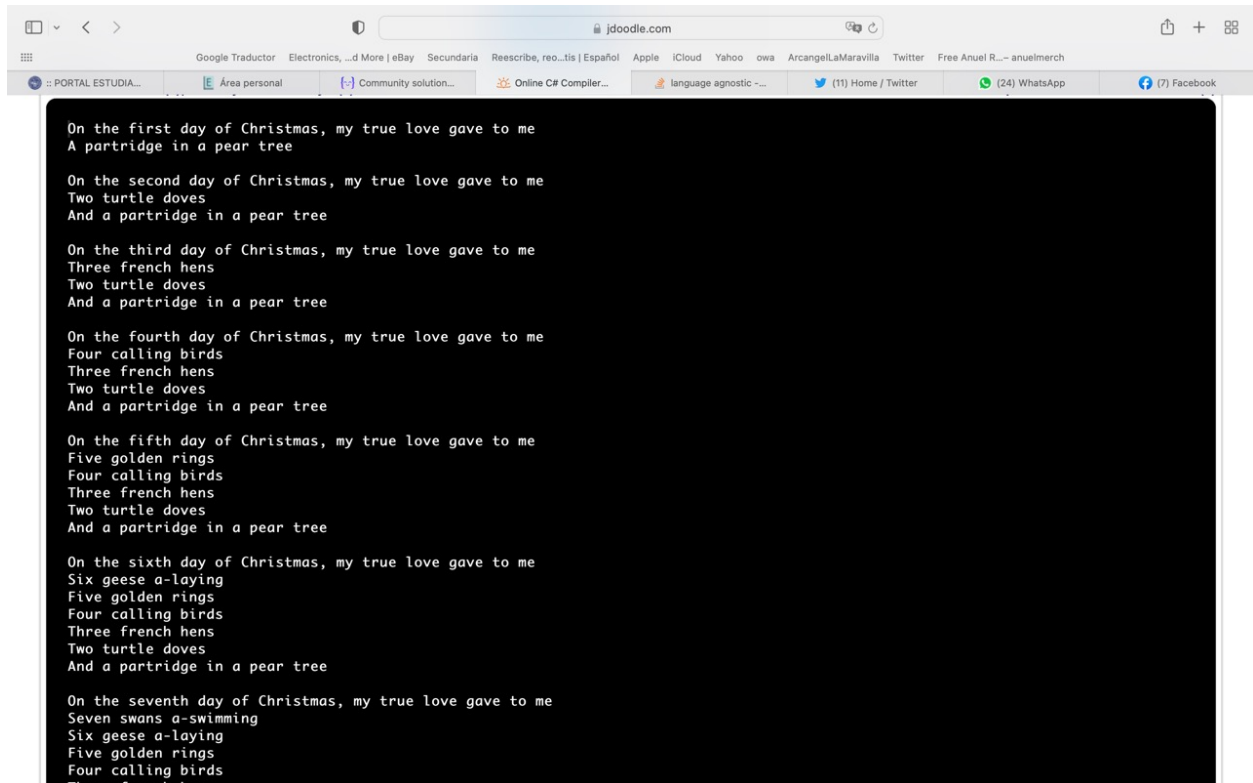 jdoodle.com
Google Traductor Electronics, ...d More | eBay Secundaria Reescribe, reo...tis | Español Apple iCloud Yahoo owa ArcangelLaMaravilla Twitter Free Anuel R...– anuelmerch
:: PORTAL ESTUDIA... Área personal Community solution... Online C# Compiler... language agnostic -... (11) Home / Twitter (24) WhatsApp (7) Facebook
On the first day of Christmas, my true love gave to me
A partridge in a pear tree
On the second day of Christmas, my true love gave to me
Two turtle doves
And a partridge in a pear tree
On the third day of Christmas, my true love gave to me
Three french hens
Two turtle doves
And a partridge in a pear tree
On the fourth day of Christmas, my true love gave to me
Four calling birds
Three french hens
Two turtle doves
And a partridge in a pear tree
On the fifth day of Christmas, my true love gave to me
Five golden rings
Four calling birds
Three french hens
Two turtle doves
And a partridge in a pear tree
On the sixth day of Christmas, my true love gave to me
Six geese a-laying
Five golden rings
Four calling birds
Three french hens
Two turtle doves
And a partridge in a pear tree
On the seventh day of Christmas, my true love gave to me
Seven swans a-swimming
Six geese a-laying
Five golden rings
Four calling birds